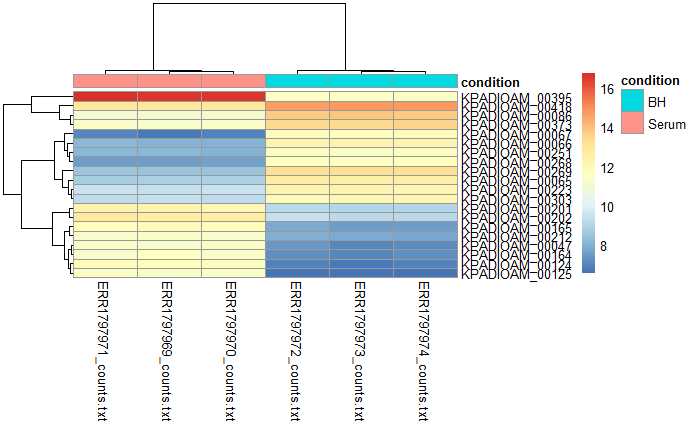 condition
KPADIOAM_00395
KPADIOAM_00418
KPADIOAM_00086
KPADIOAM_00373
KPADIOAM_00067
KPADIOAM_00066
KPADIOAM_00251
KPADIOAM_00268
KPADIOAM_00269
KPADIOAM_00065
KPADIOAM_00223
KPADIOAM_00303
KPADIOAM_00201
KPADIOAM_00202
KPADIOAM_00165
KPADIOAM_00212
KPADIOAM_00047
KPADIOAM_00164
KPADIOAM_00124
KPADIOAM_00125
16
14
12
10
8
condition
BH
Serum
ERR1797971_counts.txt
ERR1797969_counts.txt
ERR1797970_counts.txt
ERR1797972_counts.txt
ERR1797973_counts.txt
ERR1797974_counts.txt